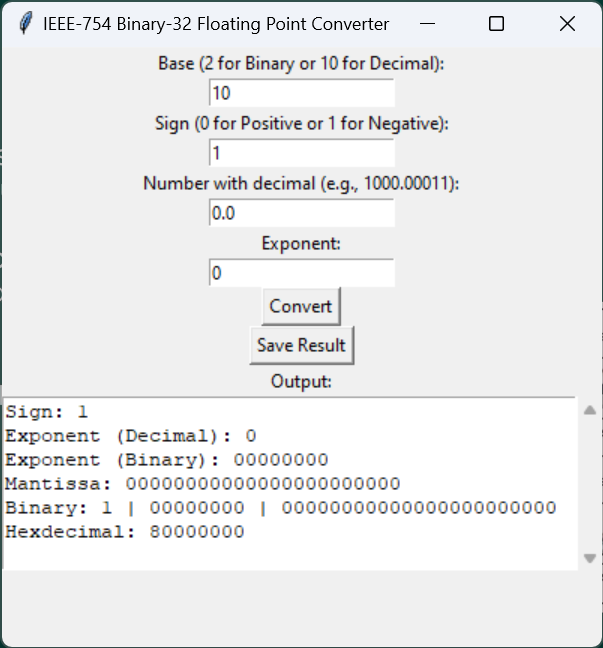 IEEE-754 Binary-32 Floating Point Converter
Base (2 for Binary or 10 for Decimal):
10
Sign (0 for Positive or 1 for Negative):
1
Number with decimal (e.g., 1000.00011):
0.0
Exponent:
0
Convert
Save Result
Output:
Sign: 1
Exponent (Decimal): 0
Exponent (Binary): 00000000
Mantissa: 00000000000000000000000
Binary: 1 | 00000000 | 00000000000000000000000
Hexdecimal: 80000000